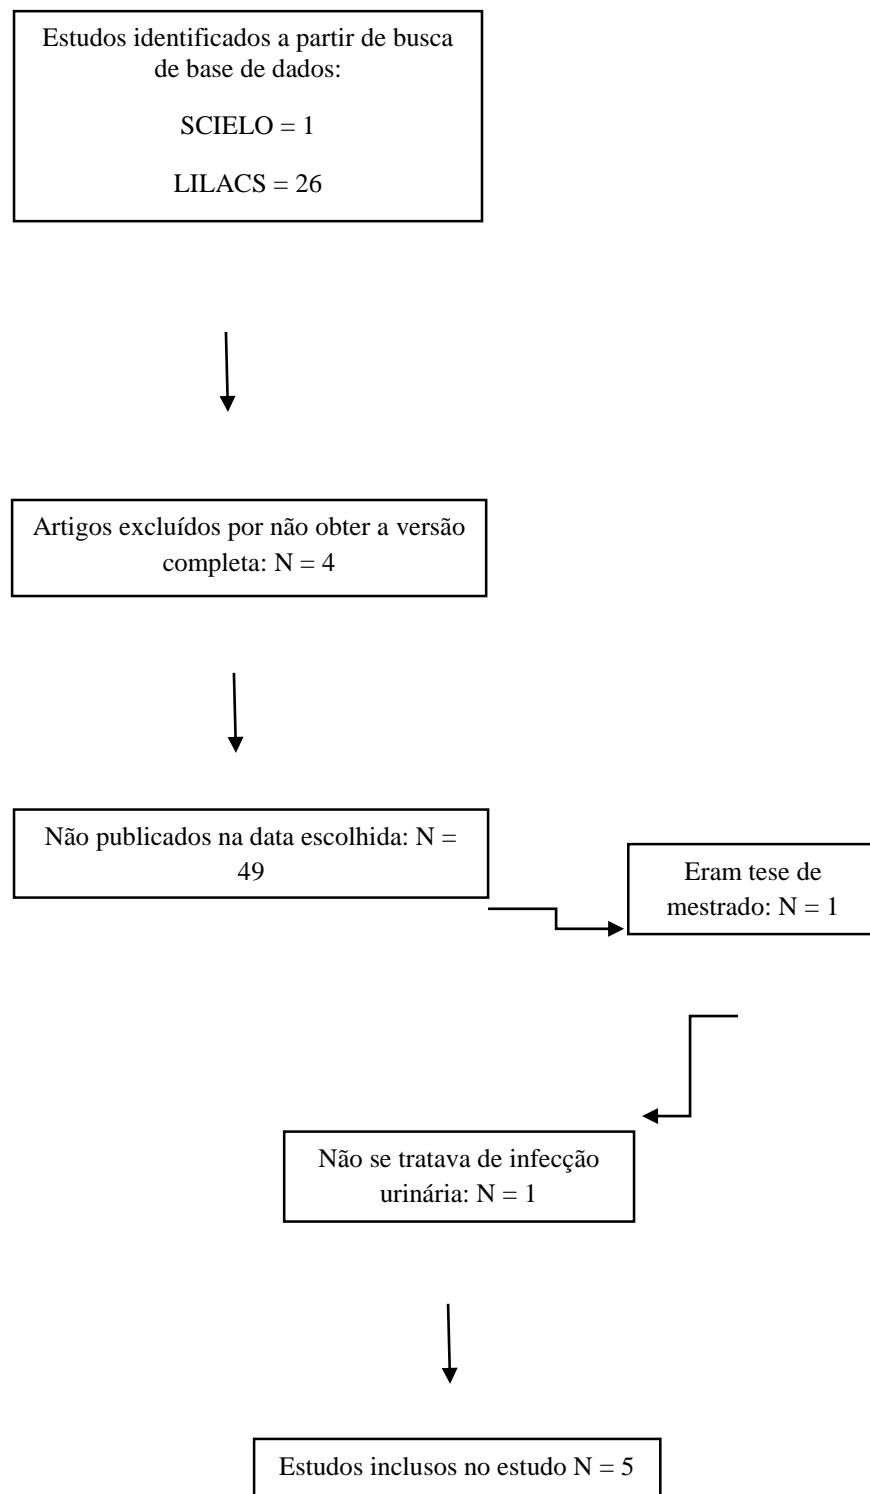 Estudos identificados a partir de busca
de base de dados:
SCIELO = 1
LILACS = 26
Artigos excluídos por não obter a versão
completa: N = 4
Não publicados na data escolhida: N =
49
Eram tese de
mestrado: N = 1
Não se tratava de infecção
urinária: N = 1
Estudos inclusos no estudo N = 5